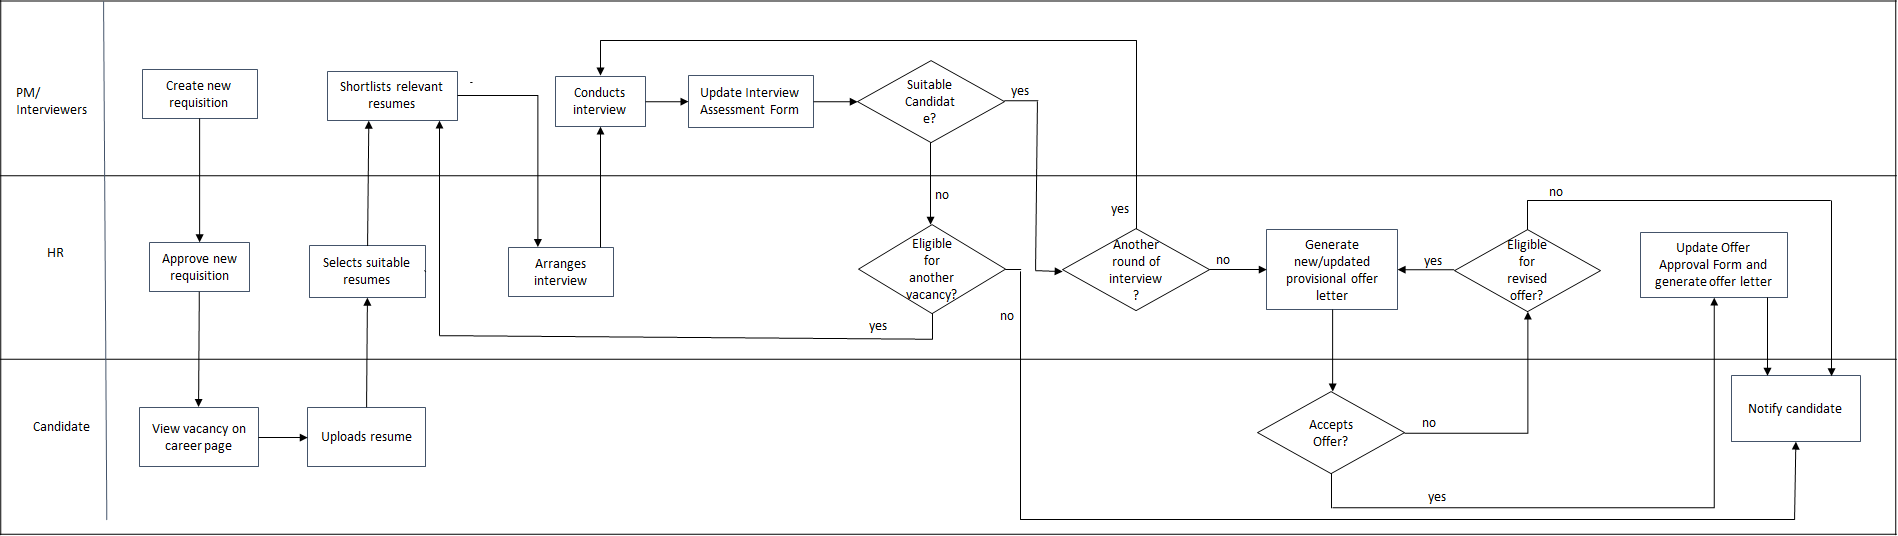 PM/
Interviewers
Create new
requisition
Shortlists relevant
resumes
-
Conducts
interview
Update Interview
Assessment Form
Suitable
Candidat
e?
yes
HR
Approve new
requisition
Selects suitable
resumes
Arranges
interview
no
Eligible
for
another
vacancy?
yes
no
yes
Another
round of
interview
?
no
Generate
new/updated
provisional offer
letter
yes
Eligible
for
revised
offer?
no
Update Offer
Approval Form and
generate offer letter
Candidate
View vacancy on
career page
Uploads resume
Accepts
Offer?
no
yes
Notify candidate